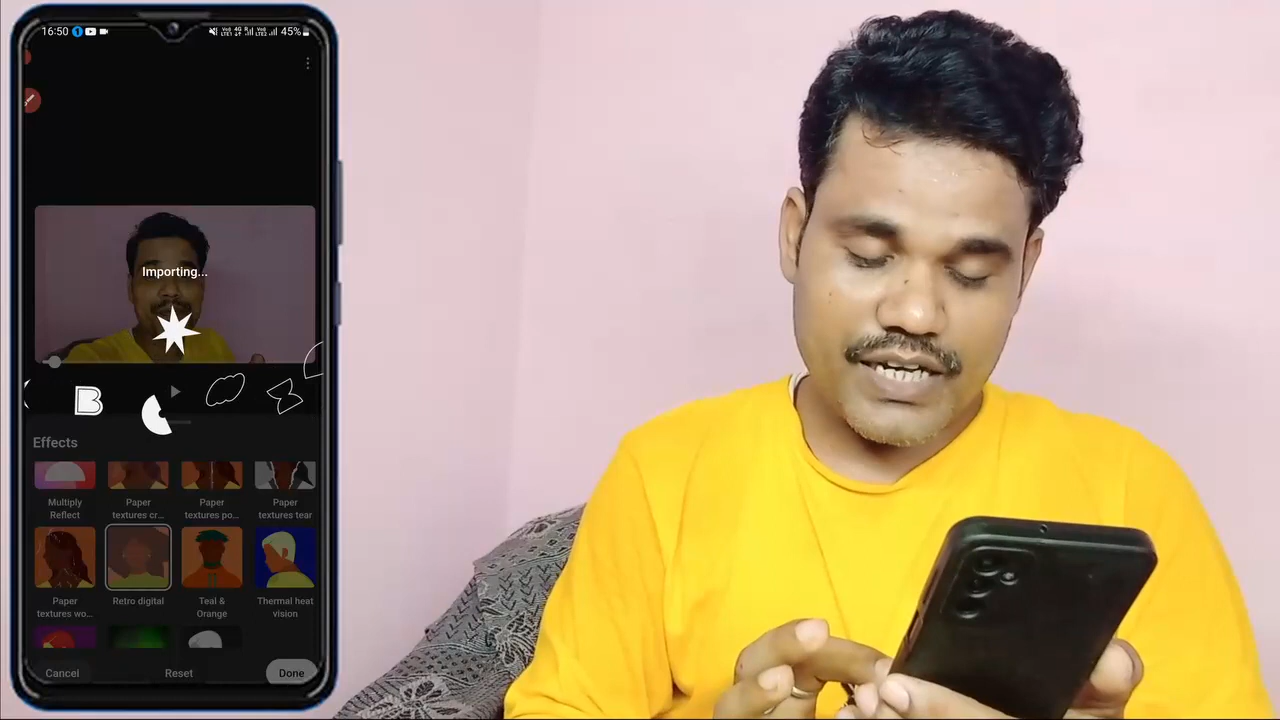 16:50
45%
Importing...
B
Effects
Multiply
Reflect
Paper
textures cr...
Paper
textures po...
Paper
textures tear
Paper
textures wo...
Retro digital
Teal &
Orange
Thermal heat
vision
Cancel
Reset
Done